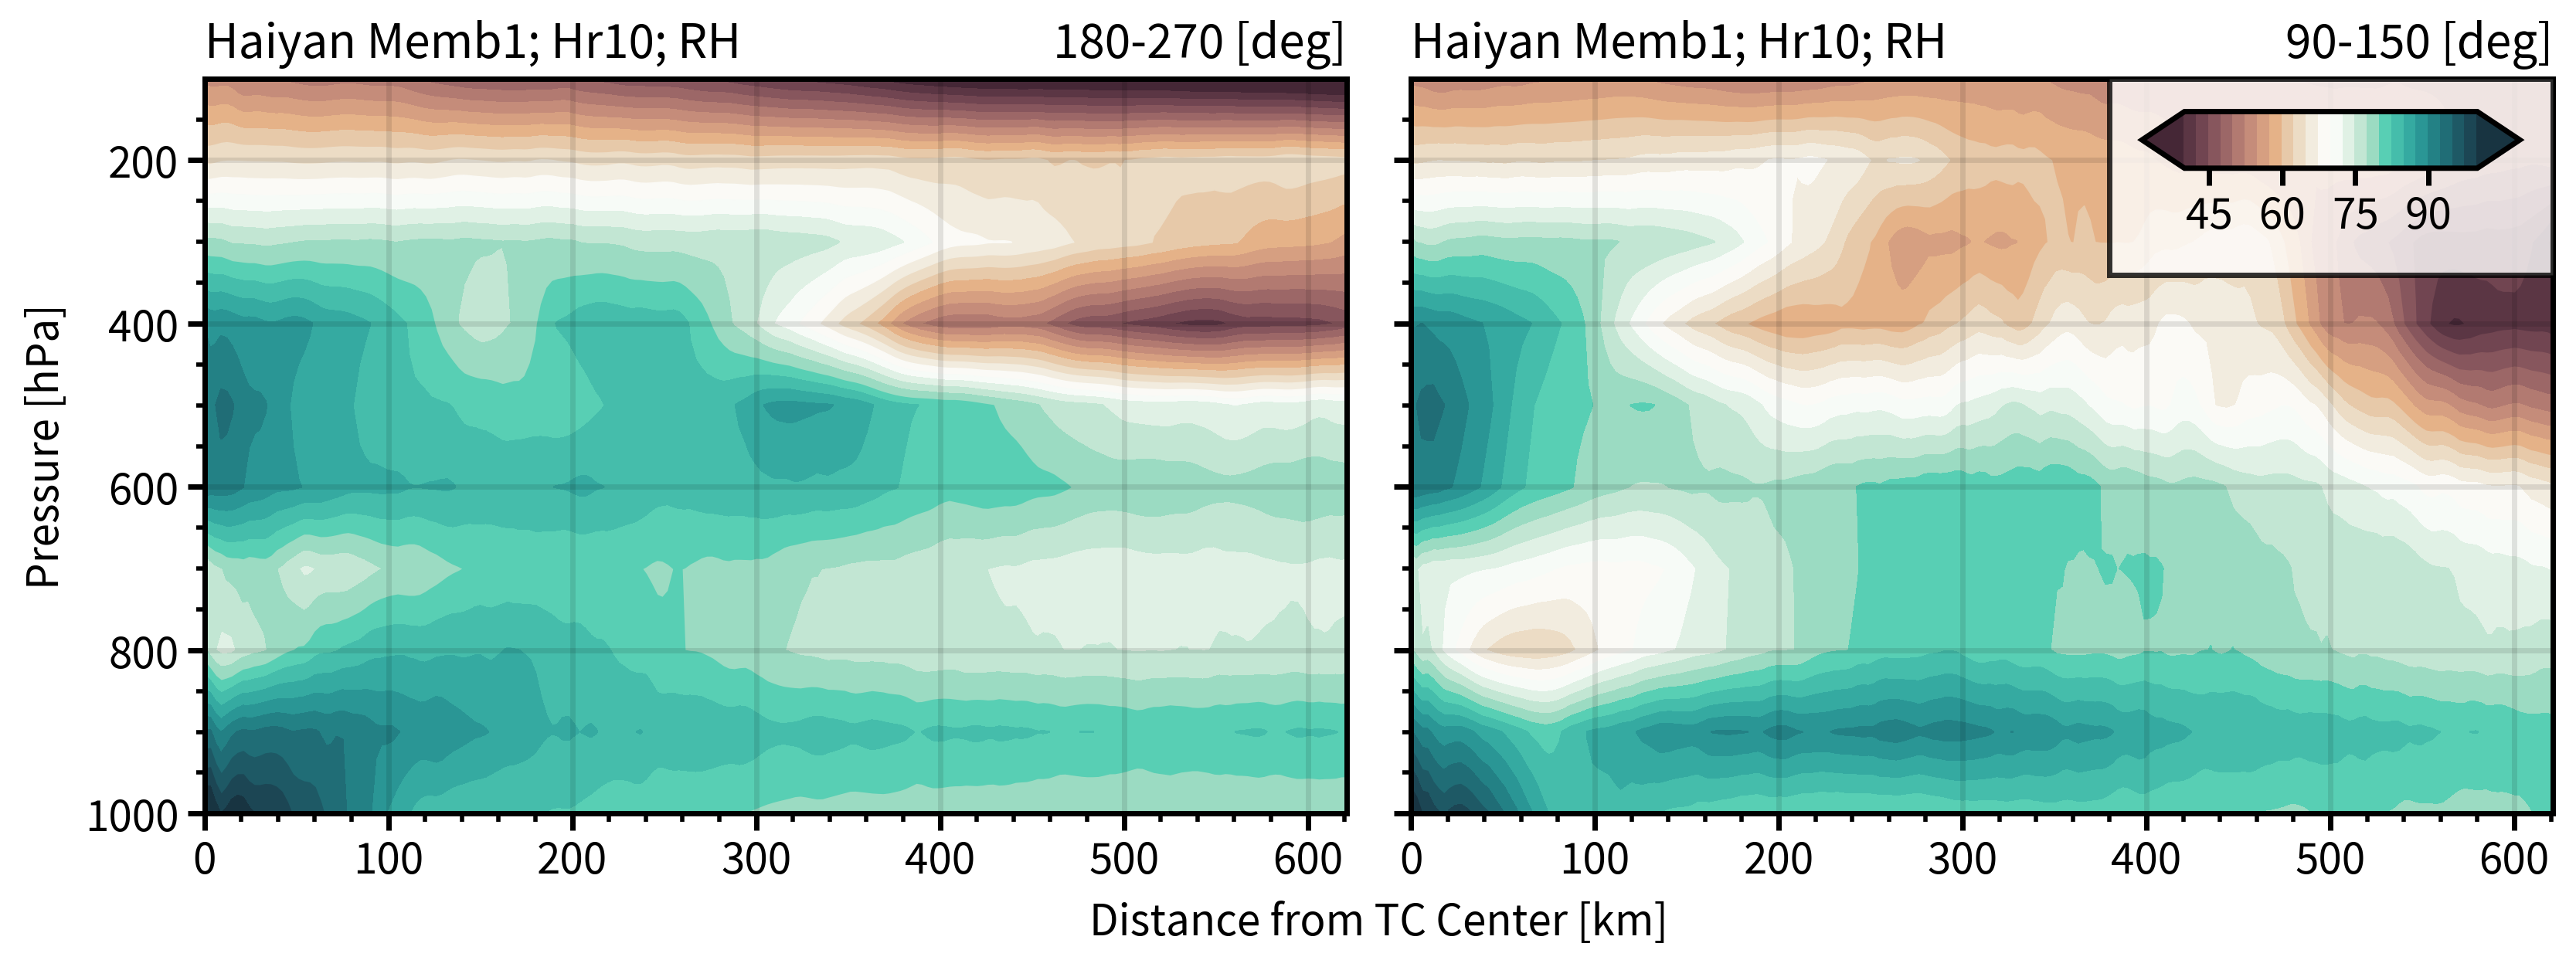 Haiyan Memb1; Hr10; RH 180-270 [deg]
Haiyan Memb1; Hr10; RH 90-150 [deg]
45 60 75 90
Pressure [hPa]
200
400
600
800
1000
0 100 200 300 400 500 600
0 100 200 300 400 500 600
Distance from TC Center [km]